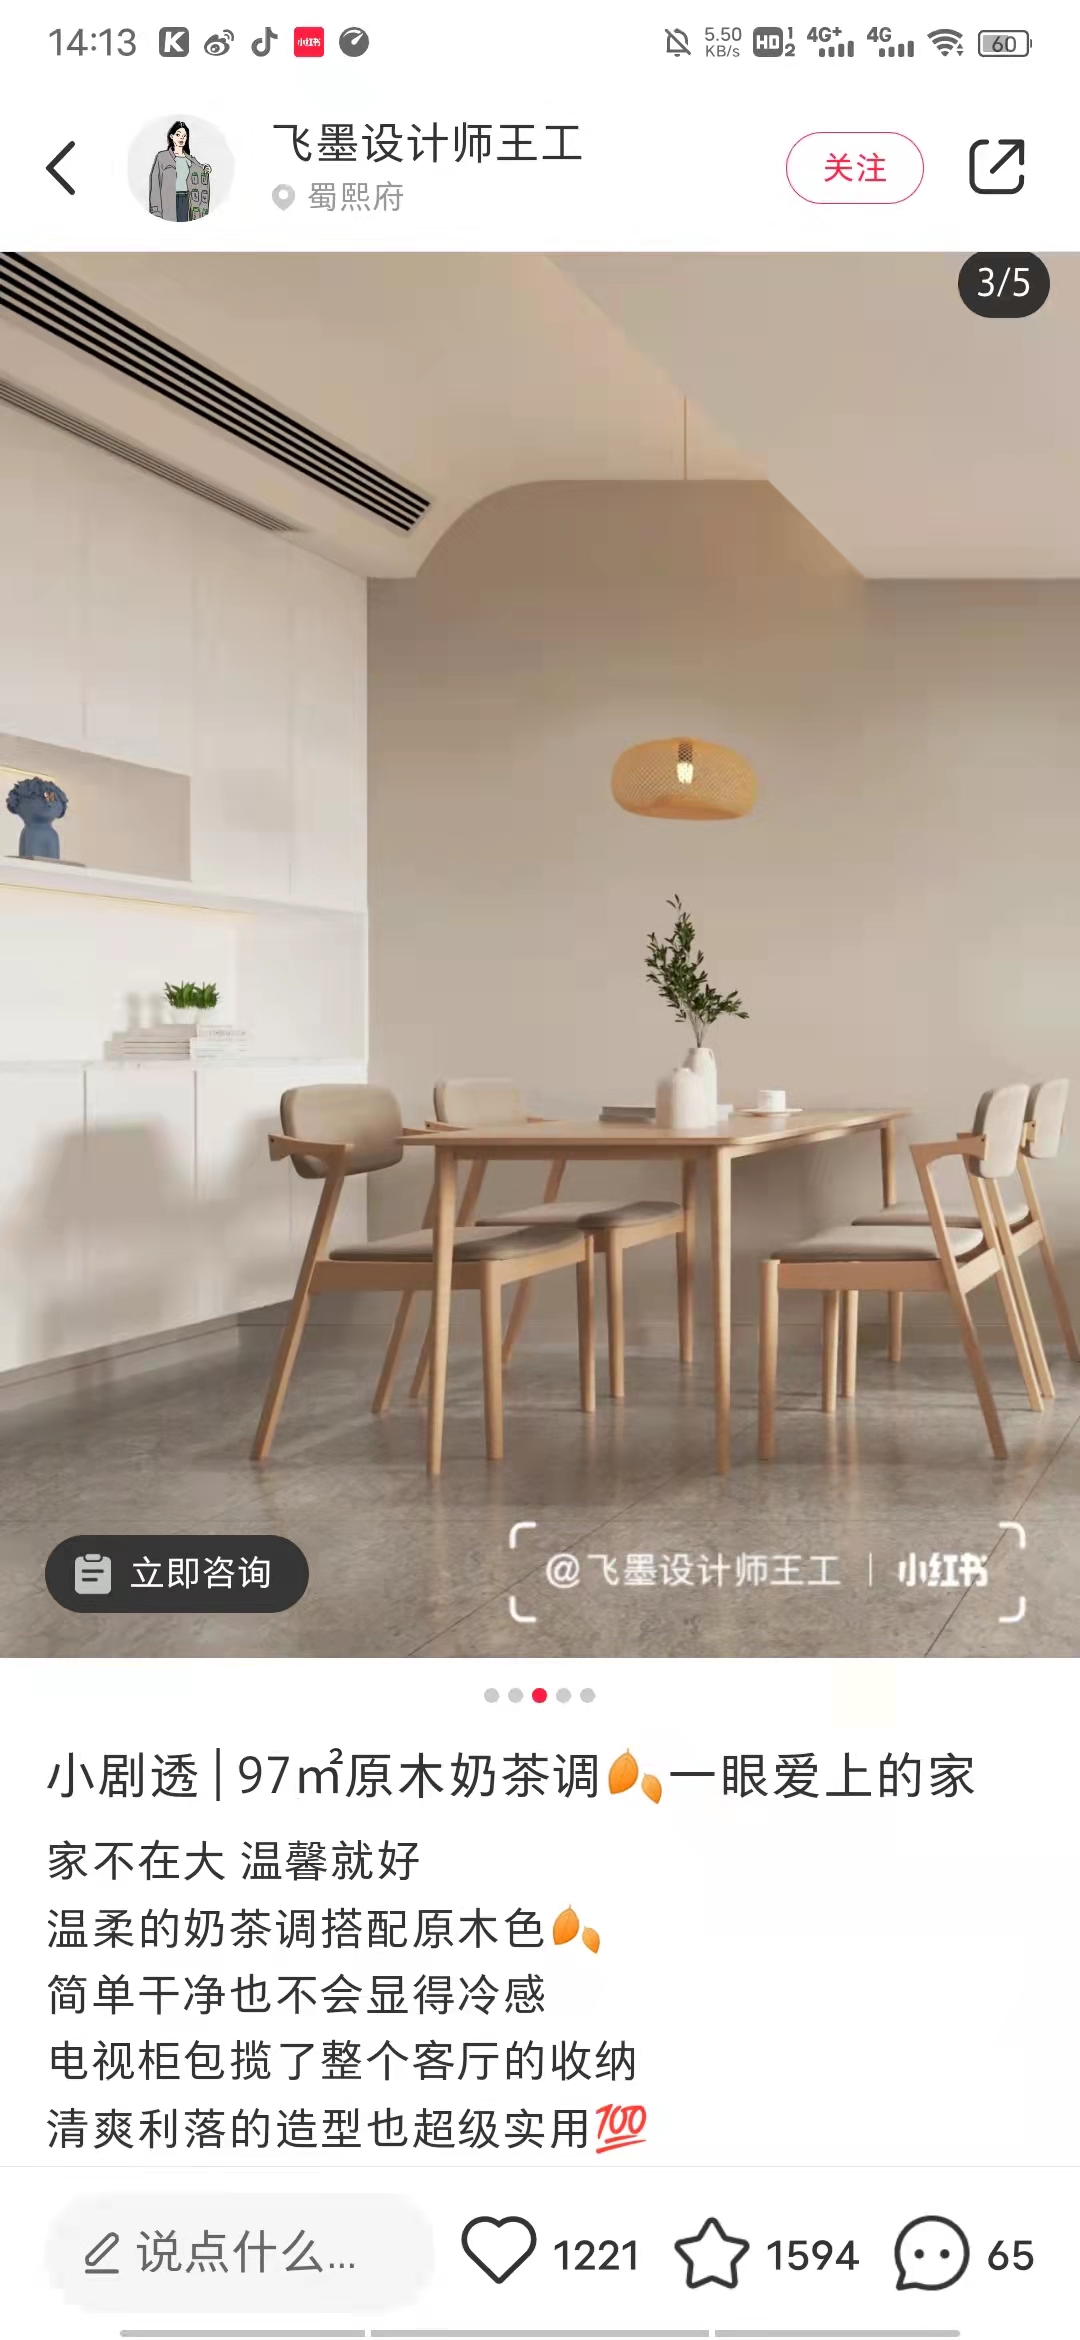 14:13
5.50 KB/s
HD 1 2
4G+
4G
60
小红书
飞墨设计师王工
关注
蜀熙府
3/5
立即咨询
@飞墨设计师王工 | 小红书
小剧透|97㎡原木奶茶调🍂一眼爱上的家
家不在大 温馨就好
温柔的奶茶调搭配原木色🍂
简单干净也不会显得冷感
电视柜包揽了整个客厅的收纳
清爽利落的造型也超级实用💯
说点什么...
1221
1594
65